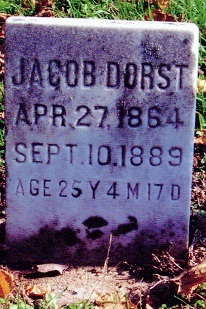 JACOB DORST
APR. 27, 1864
SEPT. 10, 1889
AGE 25Y 4M 17D